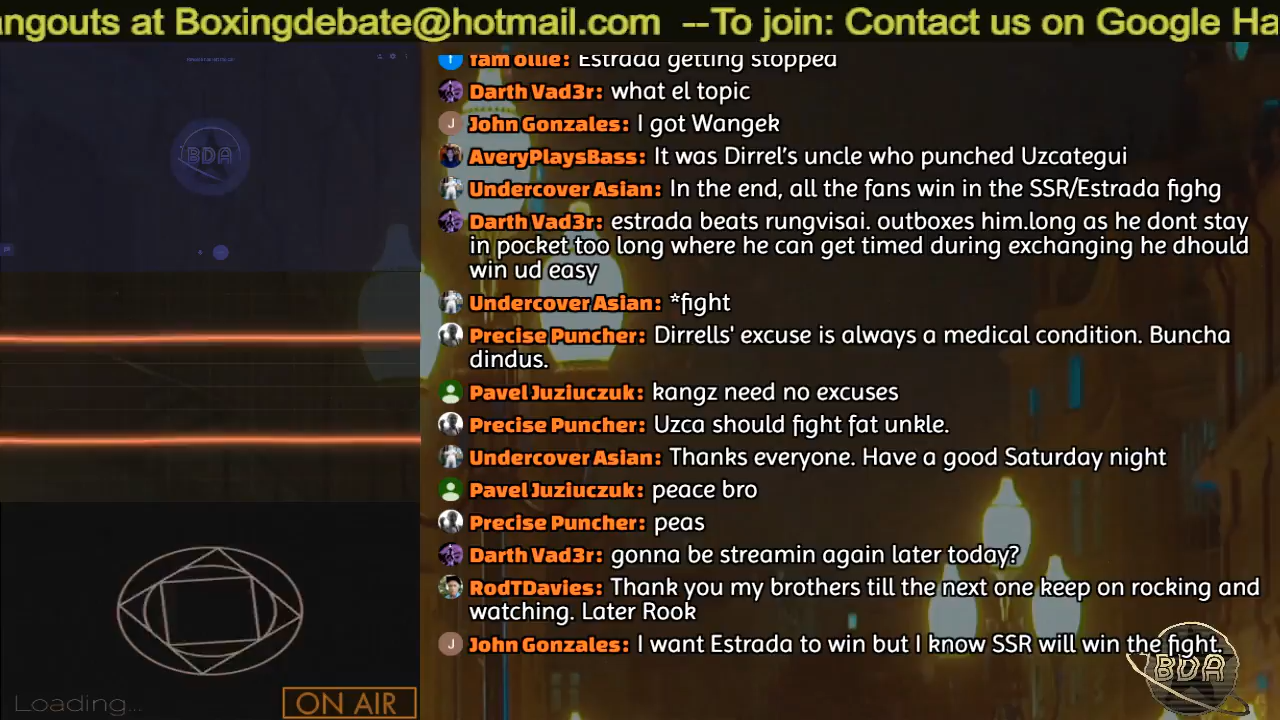 angouts at Boxingdebate@hotmail.com --To join: Contact us on Google Ha
Yam ollie: Estrada getting stopped
Darth Vad3r: what el topic
J John Gonzales: I got Wangek
AveryPlaysBass: It was Dirrel's uncle who punched Uzcategui
Undercover Asian: In the end, all the fans win in the SSR/Estrada fighg
Darth Vad3r: estrada beats rungvisai. outboxes him.long as he dont stay
in pocket too long where he can get timed during exchanging he dhould
win ud easy
Undercover Asian: *fight
Precise Puncher: Dirrells' excuse is always a medical condition. Buncha
dindus.
Pavel Juziuczuk: kangz need no excuses
Precise Puncher: Uzca should fight fat unkle.
Undercover Asian: Thanks everyone. Have a good Saturday night
Pavel Juziuczuk: peace bro
Precise Puncher: peas
Darth Vad3r: gonna be streamin again later today?
RodTDavies: Thank you my brothers till the next one keep on rocking and
watching. Later Rook
J John Gonzales: I want Estrada to win but I know SSR will win the fight.
BDA
BDA
Loading...
ON AIR